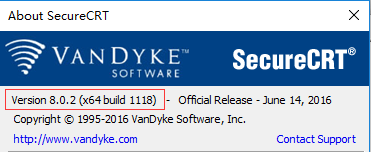 About SecureCRT
VANDYKE SecureCRT®
SOFTWARE
Version 8.0.2 (x64 build 1118) - Official Release - June 14, 2016
Copyright © 1995-2016 VanDyke Software, Inc.
http://www.vandyke.com Contact Support